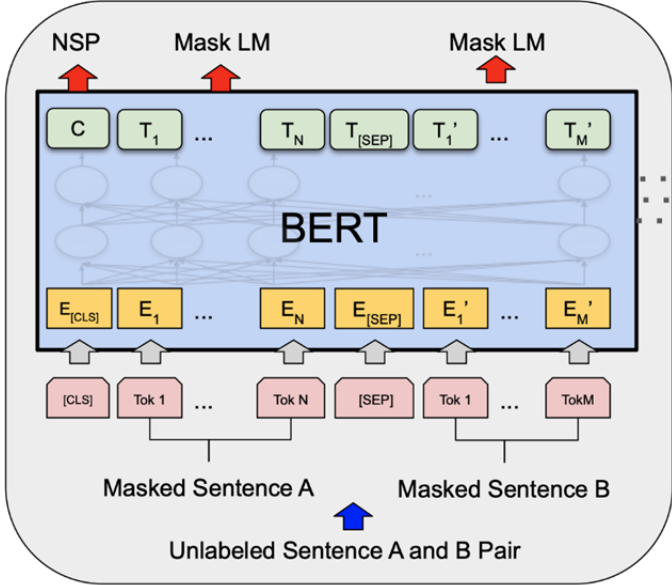 NSP Mask LM Mask LM
C T1 ... TN T[SEP] T1' ... TM'
...
BERT
...
E[CLS] E1 ... EN E[SEP] E1' ... EM'
[CLS] Tok 1 ... Tok N [SEP] Tok 1 ... TokM
Masked Sentence A Masked Sentence B
Unlabeled Sentence A and B Pair